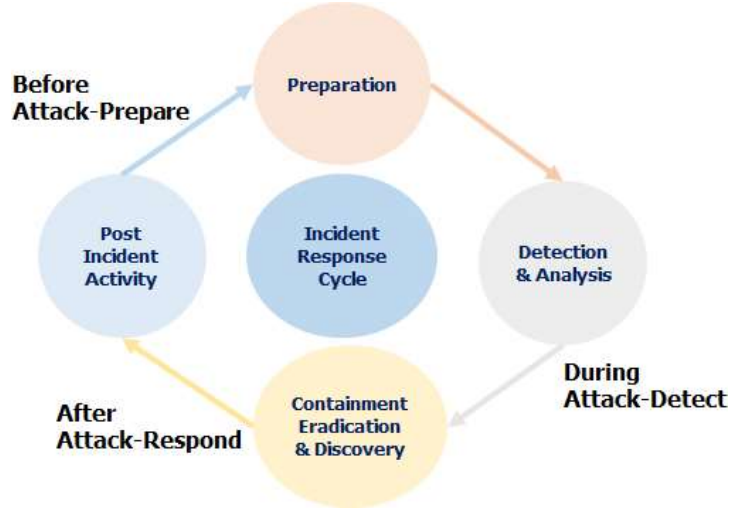 Before
Attack-Prepare
Preparation
Post
Incident
Activity
Incident
Response
Cycle
Detection
& Analysis
During
Attack-Detect
After
Attack-Respond
Containment
Eradication
& Discovery